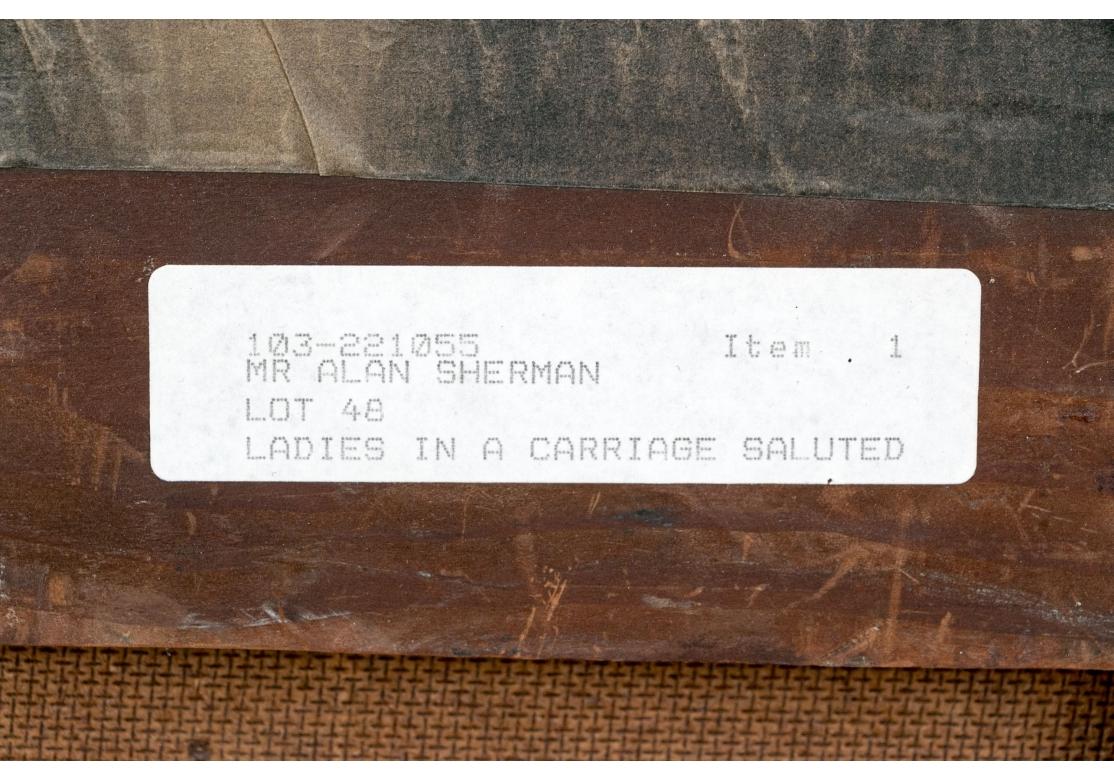 103-221055 Item 1
MR ALAN SHERMAN
LOT 48
LADIES IN A CARRIAGE SALUTED